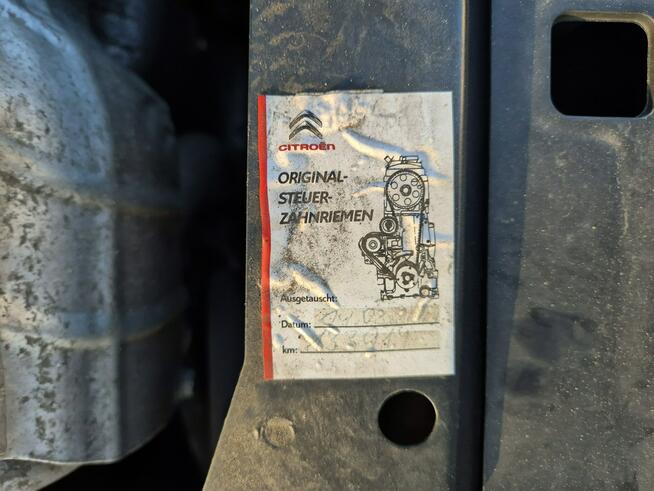 CITROËN
ORIGINAL-
STEUER-
ZAHNRIEMEN
Ausgetauscht:
Datum:
km: